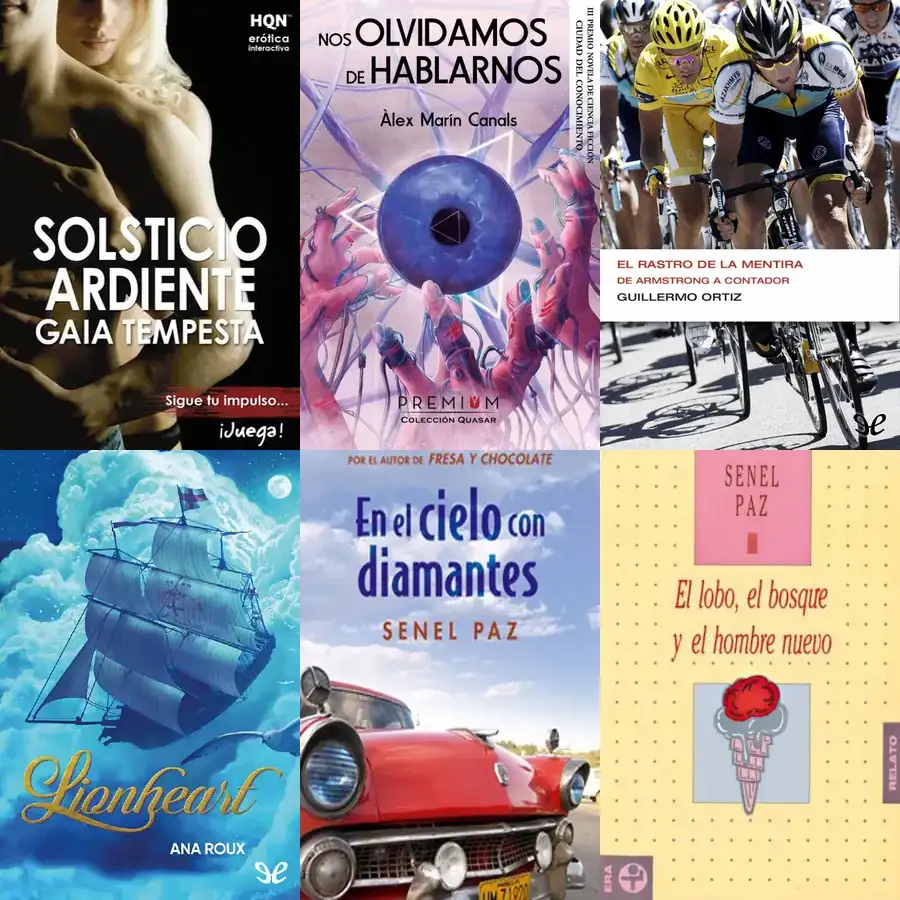 HQN™
erótica
interactiva
SOLSTICIO
ARDIENTE
GAIA TEMPESTA
Sigue tu impulso...
¡Juega!
NOS OLVIDAMOS
DE HABLARNOS
Àlex Marín Canals
PREMIUM
COLECCIÓN QUASAR
III PREMIO NOVELA DE CIENCIA FICCIÓN
CIUDAD DEL CONOCIMIENTO
EL RASTRO DE LA MENTIRA
DE ARMSTRONG A CONTADOR
GUILLERMO ORTIZ
Lionheart
ANA ROUX
POR EL AUTOR DE FRESA Y CHOCOLATE
En el cielo con
diamantes
SENEL PAZ
SENEL
PAZ
El lobo, el bosque
y el hombre nuevo
RELATO
ERA